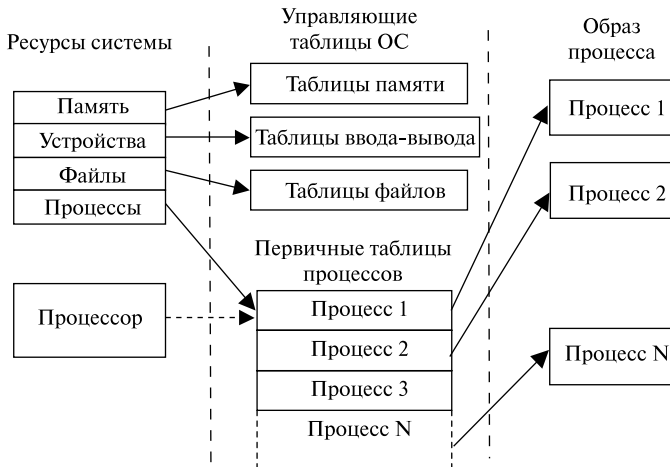 Ресурсы системы
Управляющие
таблицы ОС
Образ
процесса
Память
Устройства
Файлы
Процессы
Процессор
Таблицы памяти
Таблицы ввода-вывода
Таблицы файлов
Первичные таблицы
процессов
Процесс 1
Процесс 2
Процесс 3
Процесс N
Процесс 1
Процесс 2
Процесс N